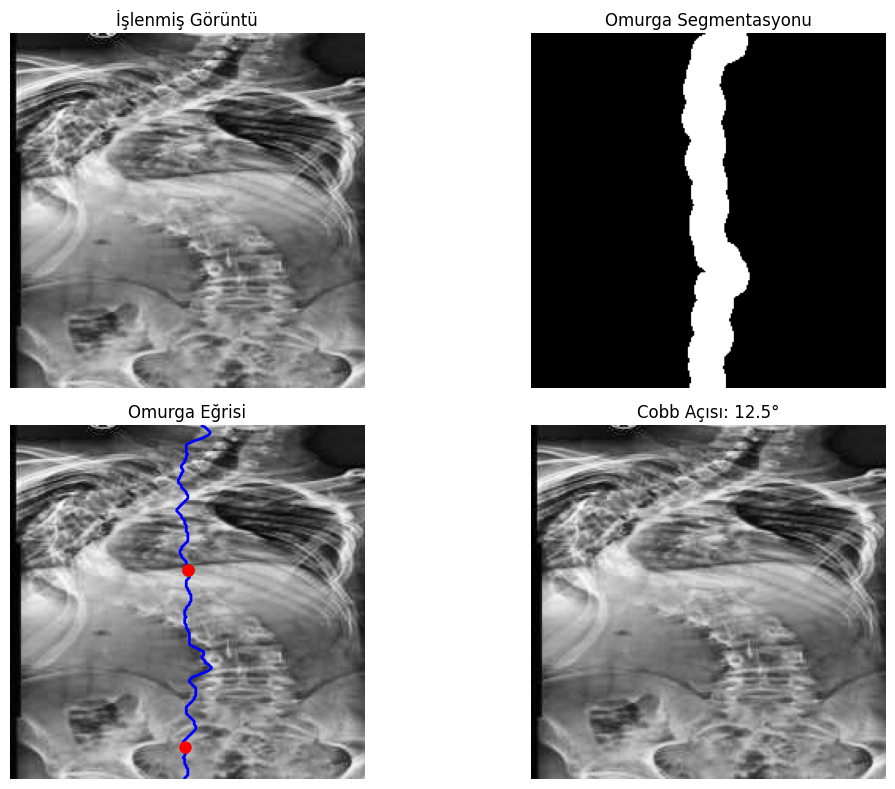 İşlenmiş Görüntü
Omurga Segmentasyonu
Omurga Eğrisi
Cobb Açısı: 12.5°